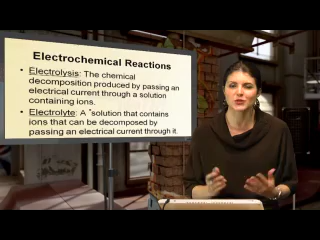 Electrochemical Reactions
• Electrolysis: The chemical
decomposition produced by passing an
electrical current through a solution
containing ions.
• Electrolyte: A solution that contains
ions that can be decomposed by
passing an electrical current through it.